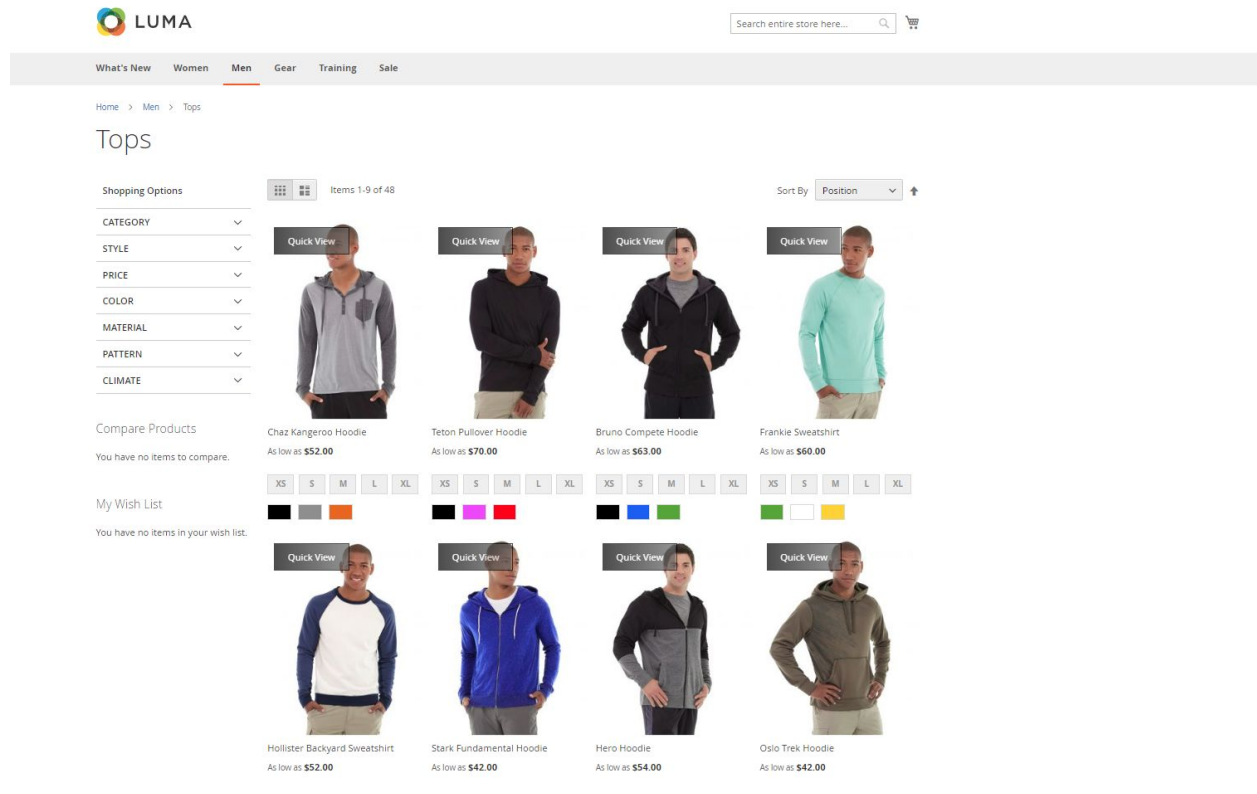 LUMA
Search entire store here...
What's New Women Men Gear Training Sale
Home > Men > Tops
Tops
Shopping Options
Items 1-9 of 48
Sort By Position
CATEGORY
STYLE
PRICE
COLOR
MATERIAL
PATTERN
CLIMATE
Compare Products
You have no items to compare.
My Wish List
You have no items in your wish list.
Quick View Quick View Quick View Quick View
Chaz Kangeroo Hoodie Teton Pullover Hoodie Bruno Compete Hoodie Frankie Sweatshirt
As low as $52.00 As low as $70.00 As low as $63.00 As low as $60.00
XS S M L XL XS S M L XL XS S M L XL XS S M L XL
Quick View Quick View Quick View Quick View
Hollister Backyard Sweatshirt Stark Fundamental Hoodie Hero Hoodie Oslo Trek Hoodie
As low as $52.00 As low as $42.00 As low as $54.00 As low as $42.00